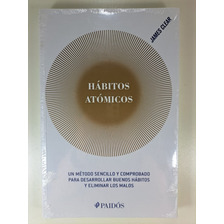 JAMES CLEAR
HÁBITOS
ATÓMICOS
UN MÉTODO SENCILLO Y COMPROBADO
PARA DESARROLLAR BUENOS HÁBITOS
Y ELIMINAR LOS MALOS
PAIDÓS